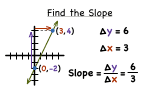 Find the Slope
(3,4)
Δy = 6
Δx = 3
(0,-2)
Slope = Δy/Δx = 6/3